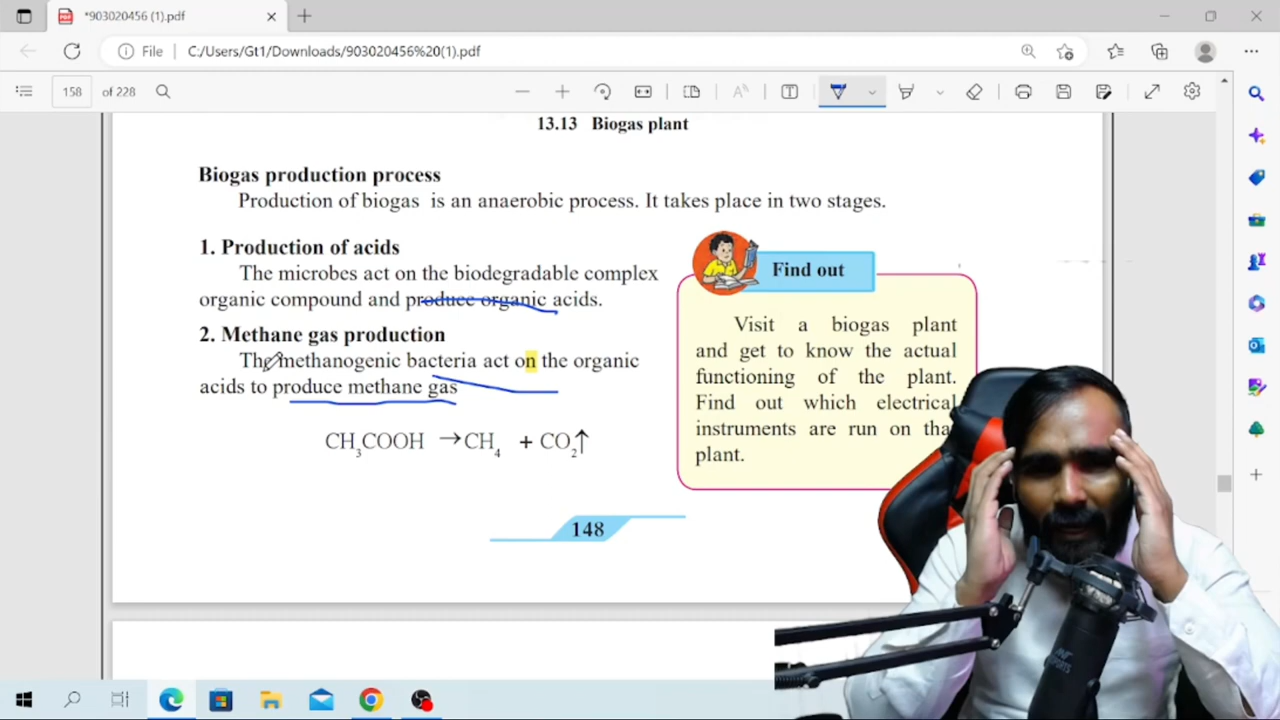 *903020456 (1).pdf
File
C:/Users/Gt1/Downloads/903020456%20(1).pdf
158 of 228
13.13 Biogas plant
Biogas production process
Production of biogas is an anaerobic process. It takes place in two stages.
1. Production of acids
The microbes act on the biodegradable complex
organic compound and produce organic acids.
2. Methane gas production
The methanogenic bacteria act on the organic
acids to produce methane gas
CH₃COOH →CH₄ + CO₂↑
148
Find out
Visit a biogas plant
and get to know the actual
functioning of the plant.
Find out which electrical
instruments are run on tha
plant.